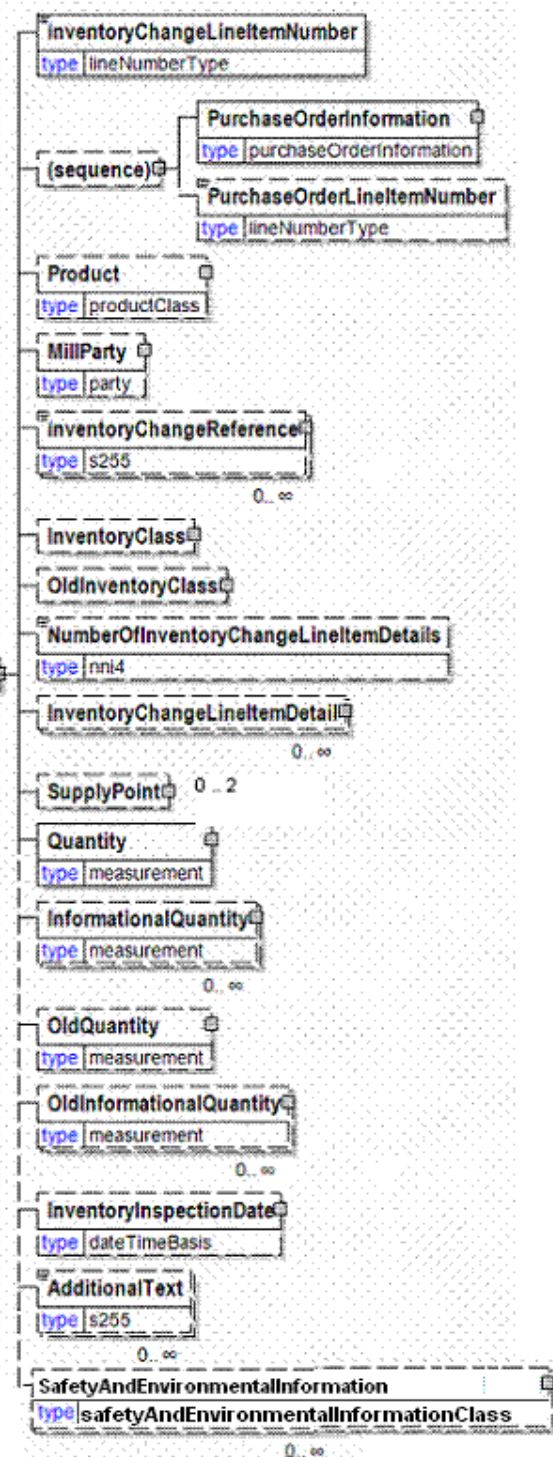 InventoryChangeLineItemNumber
type lineNumberType
PurchaseOrderInformation
type purchaseOrderInformation
(sequence)
PurchaseOrderLineItemNumber
type lineNumberType
Product
type productClass
MillParty
type party
InventoryChangeReference
type s255
0.. ∞
InventoryClass
OldInventoryClass
NumberOfInventoryChangeLineItemDetails
type nni4
InventoryChangeLineItemDetail
0.. ∞
SupplyPoint 0 .. 2
Quantity
type measurement
InformationalQuantity
type measurement
0.. ∞
OldQuantity
type measurement
OldInformationalQuantity
type measurement
0.. ∞
InventoryInspectionDate
type dateTimeBasis
AdditionalText
type s255
0.. ∞
SafetyAndEnvironmentalInformation
type safetyAndEnvironmentalInformationClass
0.. ∞